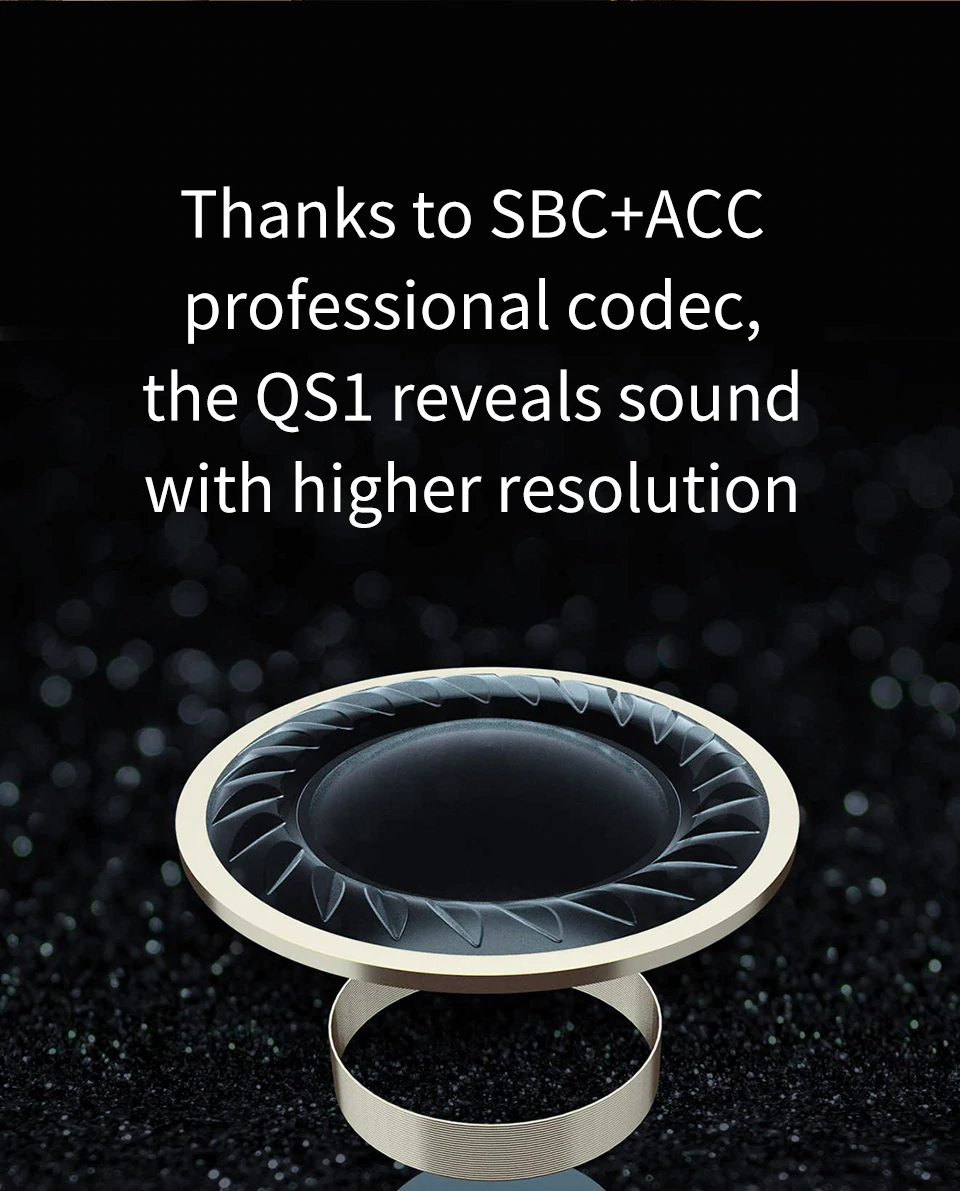 Thanks to SBC+ACC
professional codec,
the QS1 reveals sound
with higher resolution